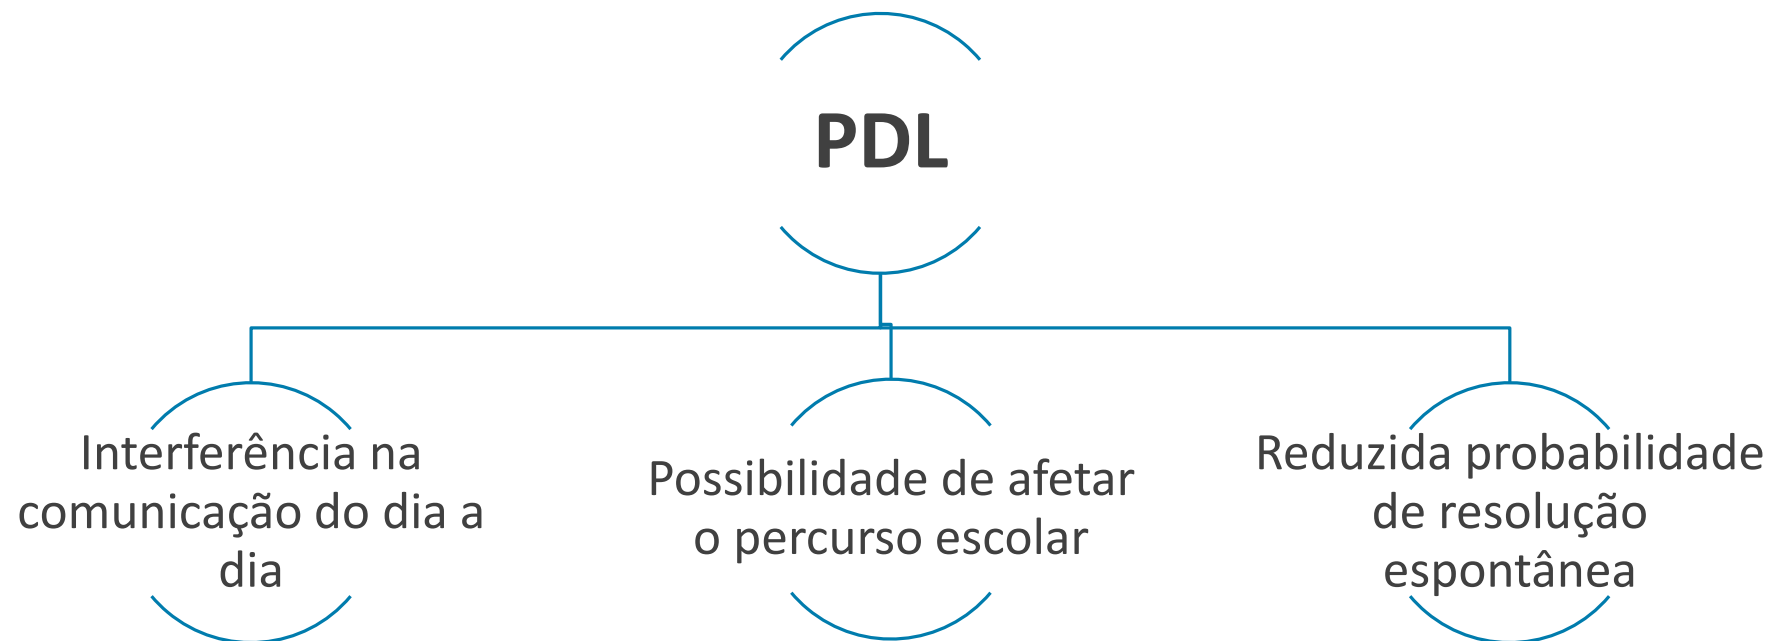 PDL
Interferência na
comunicação do dia a
dia
Possibilidade de afetar
o percurso escolar
Reduzida probabilidade
de resolução
espontânea